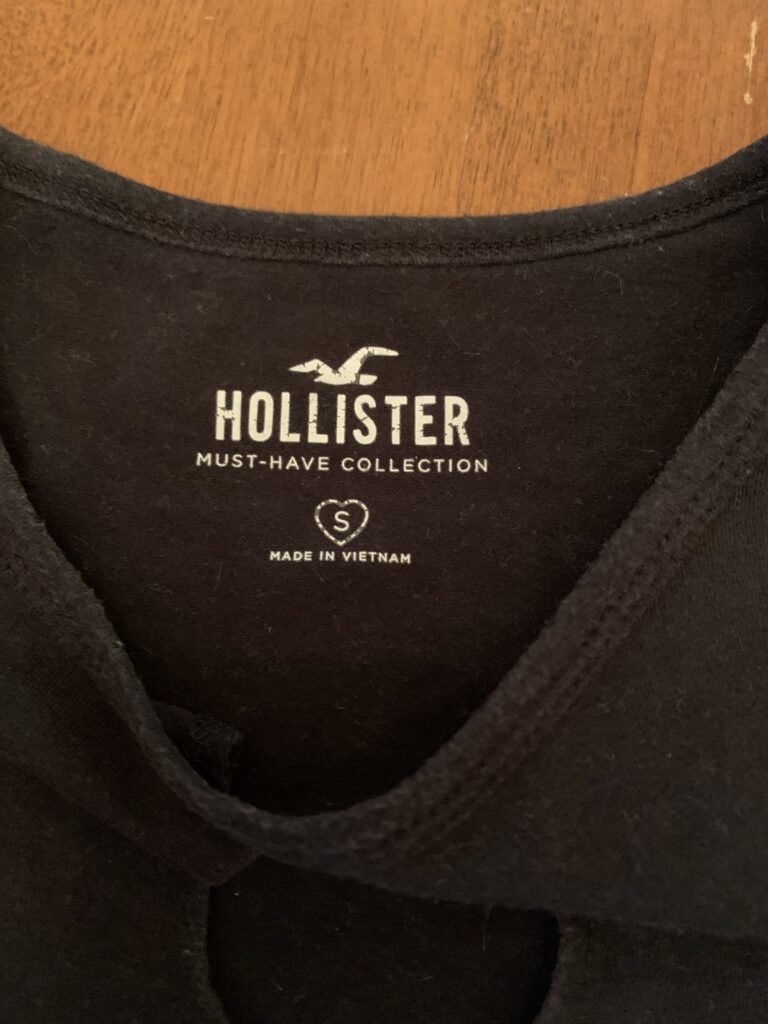 HOLLISTER
MUST-HAVE COLLECTION
S
MADE IN VIETNAM